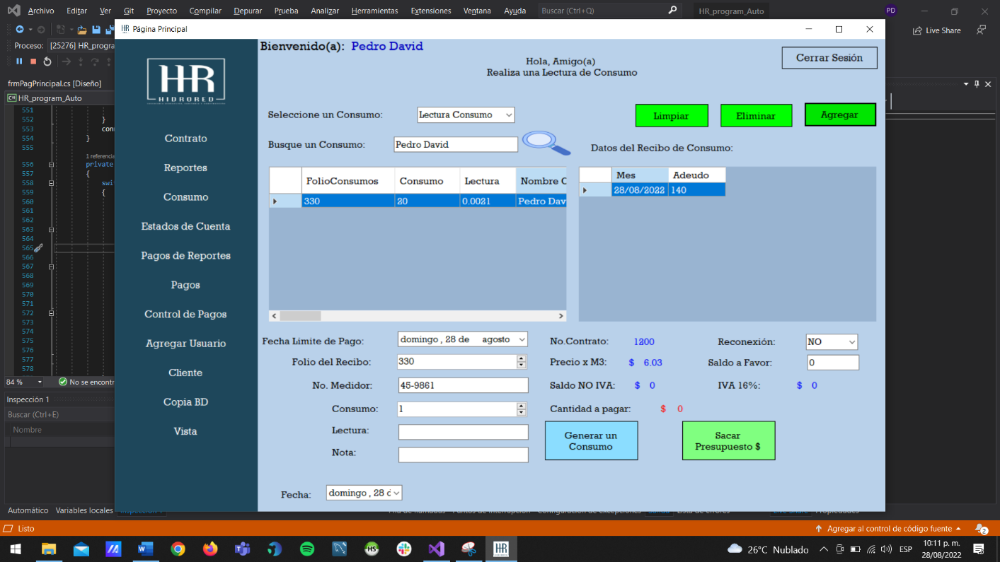 Archivo Editar Ver Git Proyecto Compilar Depurar Prueba Analizar Herramientas Extensiones Ventana Ayuda Buscar (Ctrl+Q) HR_program_Auto PD
HR Página Principal
Live Share
Proceso: [25276] HR_progra
Bienvenido(a): Pedro David
Hola, Amigo(a)
Realiza una Lectura de Consumo
Cerrar Sesión
HR
HIDRORED
frmPagPrincipal.cs [Diseño]
HR_program_Auto
551
552 }
553 con
554 }
555
1 referencia
556 private
557 {
558 swi
559 {
560
561
562
563
564
565
566
567
568
569
570
571
572
573
574
575
576
577
578
84 % No se encontr
Inspección 1
Buscar (Ctrl+E)
Nombre
Contrato
Reportes
Consumo
Estados de Cuenta
Pagos de Reportes
Pagos
Control de Pagos
Agregar Usuario
Cliente
Copia BD
Vista
Seleccione un Consumo: Lectura Consumo Limpiar Eliminar Agregar
Busque un Consumo: Pedro David
Datos del Recibo de Consumo:
FolioConsumos Consumo Lectura Nombre C
330 20 0.0021 Pedro Dav
Mes Adeudo
28/08/2022 140
Fecha Limite de Pago: domingo , 28 de agosto No.Contrato: 1200 Reconexión: NO
Folio del Recibo: 330 Precio x M3: $ 6.03 Saldo a Favor: 0
No. Medidor: 45-9861 Saldo NO IVA: $ 0 IVA 16%: $ 0
Consumo: 1 Cantidad a pagar: $ 0
Lectura:
Nota:
Generar un
Consumo
Sacar
Presupuesto $
Fecha: domingo , 28 d
Automático Variables locales Inspección 1
Listo Agregar al control de código fuente 2
26°C Nublado ESP 10:11 p. m.
28/08/2022